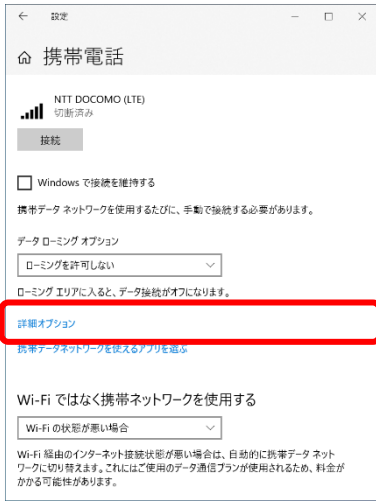 設定
携帯電話
NTT DOCOMO (LTE)
切断済み
接続
Windows で接続を維持する
携帯データ ネットワークを使用するたびに、手動で接続する必要があります。
データ ローミング オプション
ローミングを許可しない
ローミング エリアに入ると、データ接続がオフになります。
詳細オプション
携帯データネットワークを使えるアプリを選ぶ
Wi-Fi ではなく携帯ネットワークを使用する
Wi-Fi の状態が悪い場合
Wi-Fi 経由のインターネット接続状態が悪い場合は、自動的に携帯データ ネット
ワークに切り替えます。これにはご使用のデータ通信プランが使用されるため、料金が
かかる可能性があります。